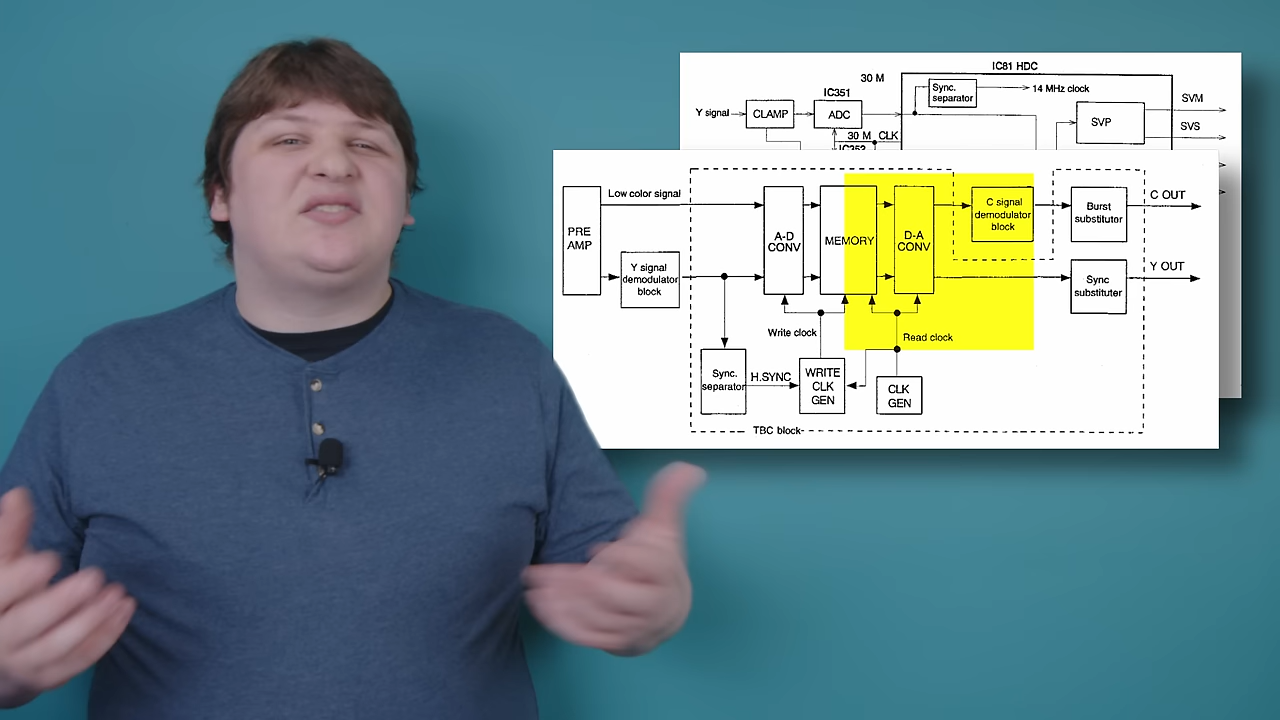 IC81 HDC
30 M
IC351
Sync.
separator
14 MHz clock
SVM
Y signal
CLAMP
ADC
SVP
SVS
30 M CLK
Low color signal
PRE
AMP
Y signal
demodulator
block
A-D
CONV
MEMORY
D-A
CONV
C signal
demodulator
block
Burst
substitutor
C OUT
Sync
substituter
Y OUT
Write clock
Read clock
Sync.
separator
H.SYNC
WRITE
CLK
GEN
CLK
GEN
TBC block